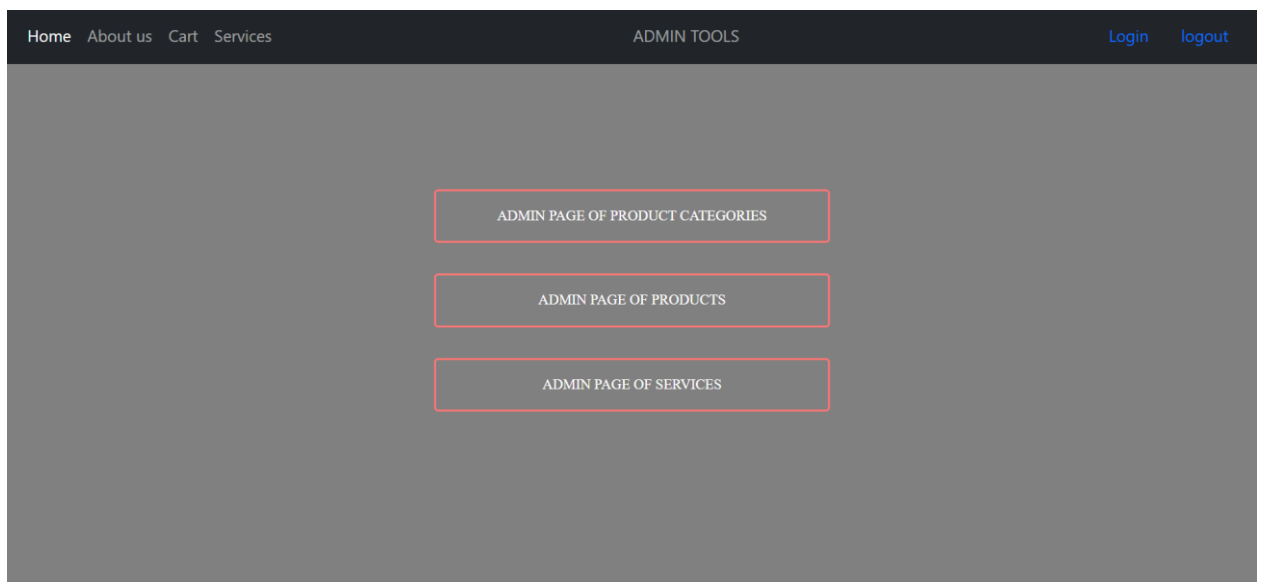 Home About us Cart Services ADMIN TOOLS Login logout
ADMIN PAGE OF PRODUCT CATEGORIES
ADMIN PAGE OF PRODUCTS
ADMIN PAGE OF SERVICES